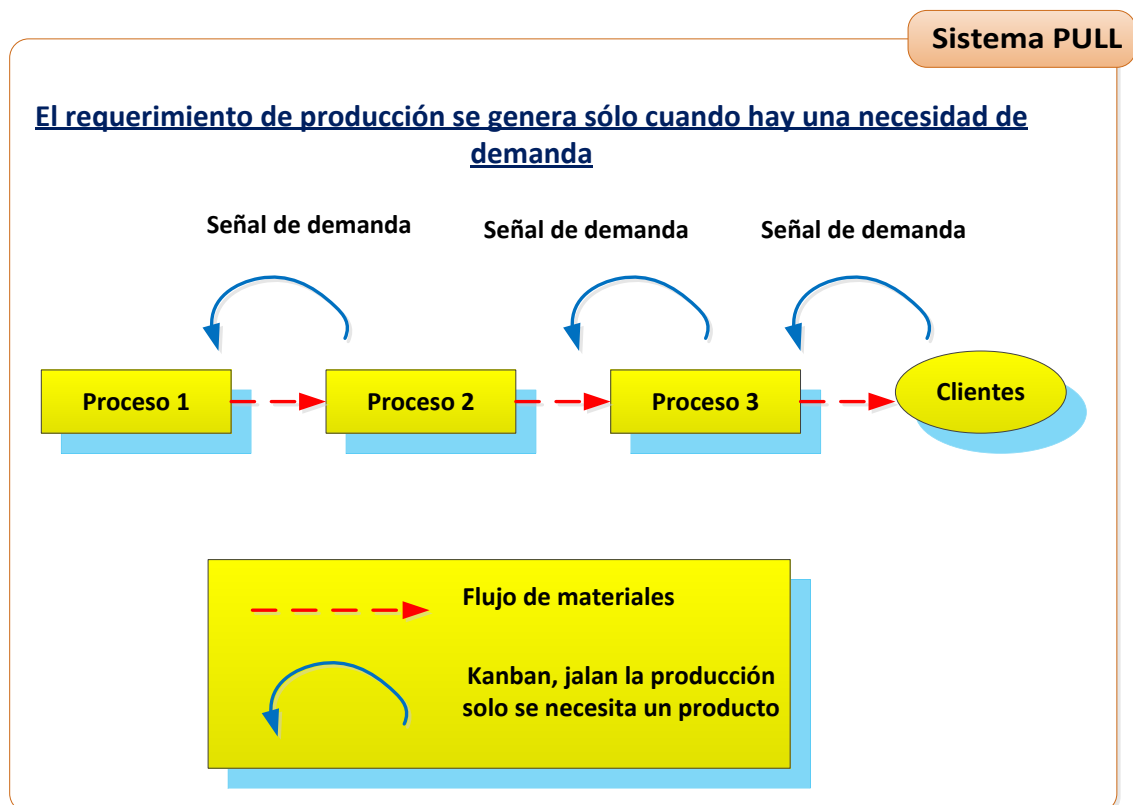 Sistema PULL
El requerimiento de producción se genera sólo cuando hay una necesidad de
demanda
Señal de demanda
Señal de demanda
Señal de demanda
Proceso 1
Proceso 2
Proceso 3
Clientes
Flujo de materiales
Kanban, jalan la producción
solo se necesita un producto